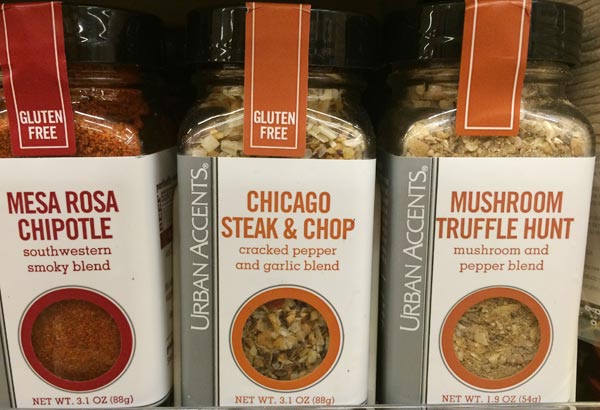 GLUTEN
FREE
MESA ROSA
CHIPOTLE
southwestern
smoky blend
NET WT. 3.1 OZ (88g)
GLUTEN
FREE
URBAN ACCENTS®
CHICAGO
STEAK & CHOP
cracked pepper
and garlic blend
NET WT. 3.1 OZ (88g)
URBAN ACCENTS®
MUSHROOM
TRUFFLE HUNT
mushroom and
pepper blend
NET WT. 1.9 OZ (54g)